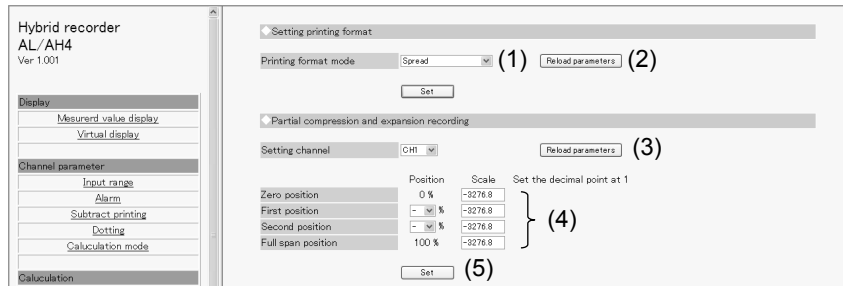 Hybrid recorder
AL/AH4
Ver 1.001
Display
Mesurerd value display
Virtual display
Channel parameter
Input range
Alarm
Subtract printing
Dotting
Caluculation mode
Caluculation
Setting printing format
Printing format mode Spread (1) Reload parameters (2)
Set
Partial compression and expansion recording
Setting channel CH1 Reload parameters (3)
Position Scale Set the decimal point at 1
Zero position 0 % -3276.8
First position - % -3276.8
Second position - % -3276.8
Full span position 100 % -3276.8
(4)
Set (5)